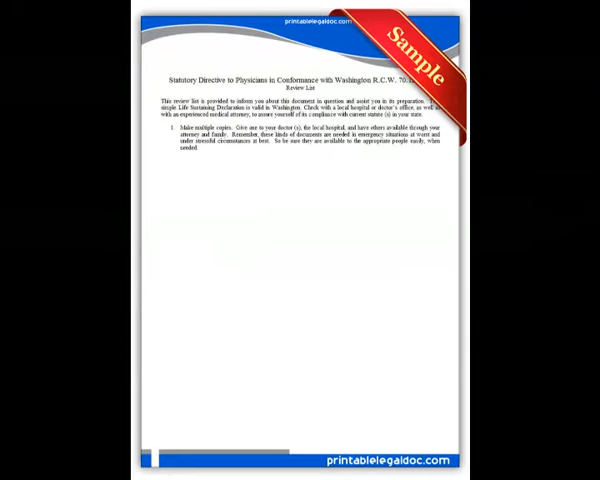 printablelegaldoc.com
Sample
Statutory Directive to Physicians in Conformance with Washington R.C.W. 70.
Review List
This review list is provided to inform you about this document in question and assist you in its preparation.
simple Life Sustaining Declaration is valid in Washington. Check with a local hospital or doctor's office, as well as
with an experienced medical attorney, to assure yourself of its compliance with current statute (s) in your state.
1. Make multiple copies. Give one to your doctor (s), the local hospital, and have others available through your
attorney and family. Remember, these kinds of documents are needed in emergency situations at worst and
under stressful circumstances at best. So be sure they are available to the appropriate people easily, when
needed.
printablelegaldoc.com